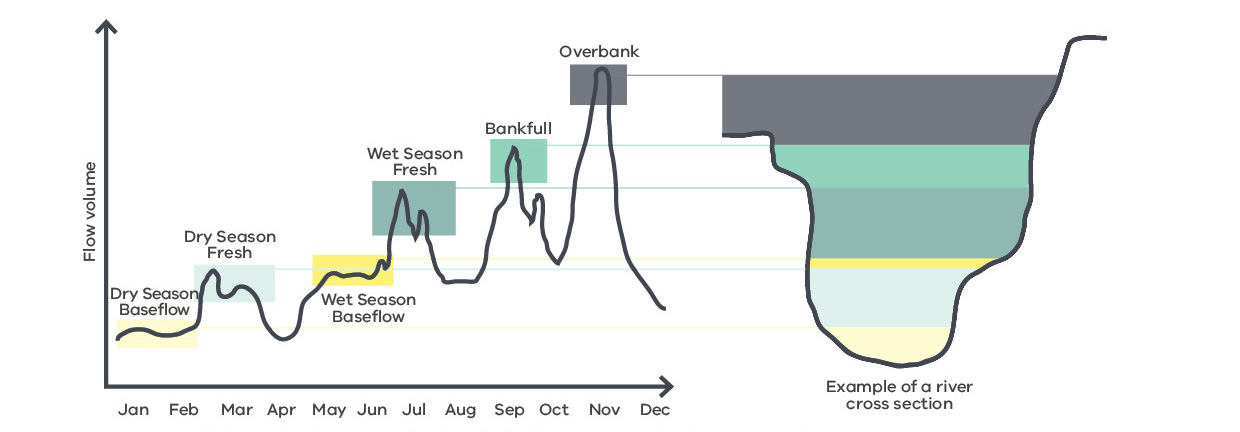 Overbank
Bankfull
Wet Season
Fresh
Dry Season
Fresh
Dry Season
Baseflow
Wet Season
Baseflow
Flow volume
Jan Feb Mar Apr May Jun Jul Aug Sep Oct Nov Dec
Example of a river
cross section